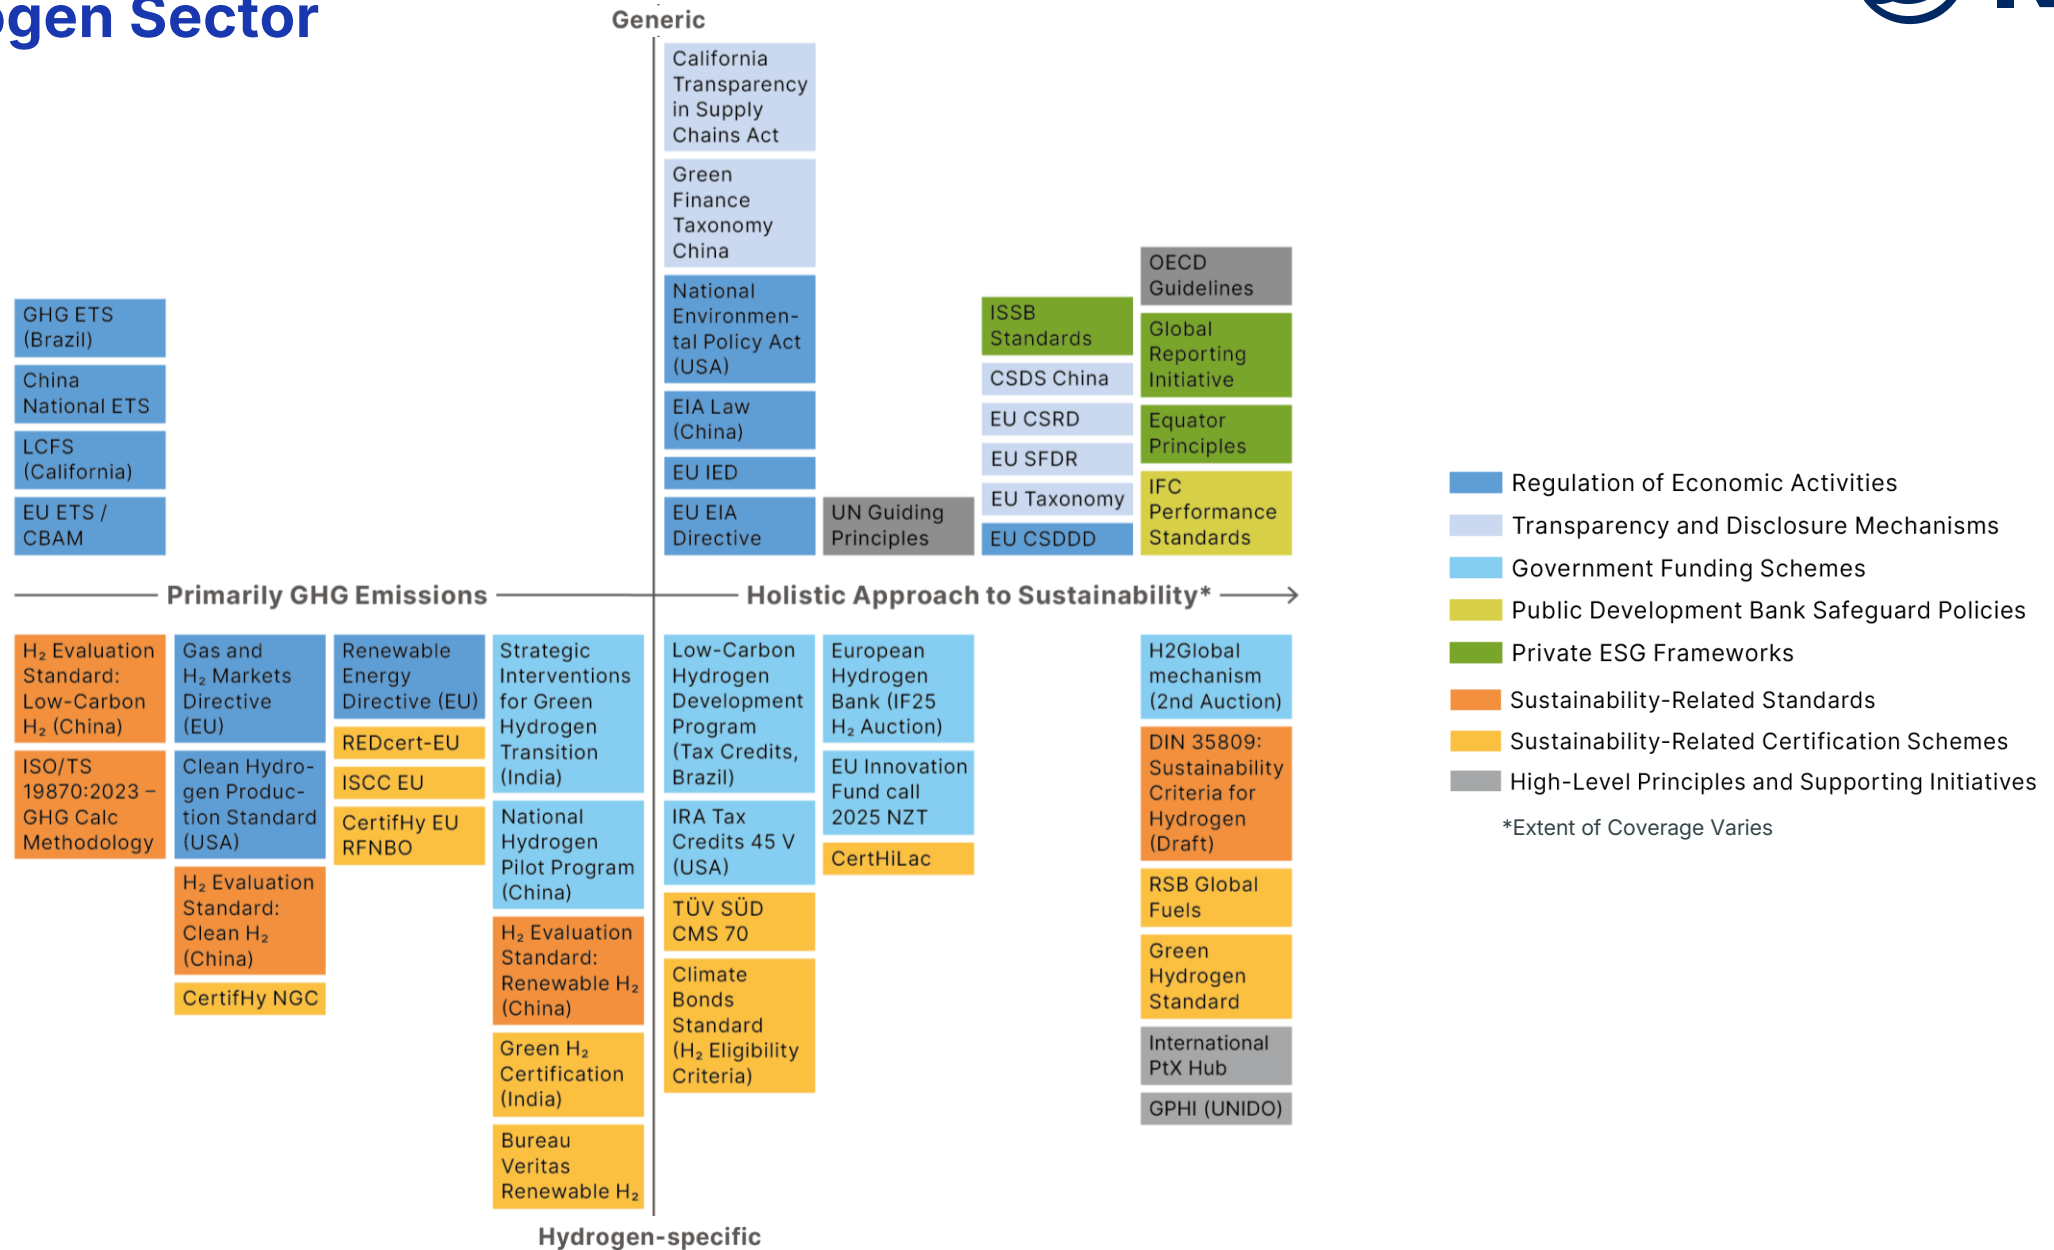 ogen Sector
Generic
California
Transparency
in Supply
Chains Act
Green
Finance
Taxonomy
China
National
Environmen-
tal Policy Act
(USA)
EIA Law
(China)
EU IED
EU EIA
Directive
GHG ETS
(Brazil)
China
National ETS
LCFS
(California)
EU ETS /
CBAM
UN Guiding
Principles
ISSB
Standards
CSDS China
EU CSRD
EU SFDR
EU Taxonomy
EU CSDDD
OECD
Guidelines
Global
Reporting
Initiative
Equator
Principles
IFC
Performance
Standards
Primarily GHG Emissions
Holistic Approach to Sustainability*
H₂ Evaluation
Standard:
Low-Carbon
H₂ (China)
ISO/TS
19870:2023 –
GHG Calc
Methodology
Gas and
H₂ Markets
Directive
(EU)
Clean Hydro-
gen Produc-
tion Standard
(USA)
H₂ Evaluation
Standard:
Clean H₂
(China)
CertifHy NGC
Renewable
Energy
Directive (EU)
REDcert-EU
ISCC EU
CertifHy EU
RFNBO
Strategic
Interventions
for Green
Hydrogen
Transition
(India)
National
Hydrogen
Pilot Program
(China)
H₂ Evaluation
Standard:
Renewable H₂
(China)
Green H₂
Certification
(India)
Bureau
Veritas
Renewable H₂
Low-Carbon
Hydrogen
Development
Program
(Tax Credits,
Brazil)
IRA Tax
Credits 45 V
(USA)
TÜV SÜD
CMS 70
Climate
Bonds
Standard
(H₂ Eligibility
Criteria)
European
Hydrogen
Bank (IF25
H₂ Auction)
EU Innovation
Fund call
2025 NZT
CertHiLac
H2Global
mechanism
(2nd Auction)
DIN 35809:
Sustainability
Criteria for
Hydrogen
(Draft)
RSB Global
Fuels
Green
Hydrogen
Standard
International
PtX Hub
GPHI (UNIDO)
Hydrogen-specific
Regulation of Economic Activities
Transparency and Disclosure Mechanisms
Government Funding Schemes
Public Development Bank Safeguard Policies
Private ESG Frameworks
Sustainability-Related Standards
Sustainability-Related Certification Schemes
High-Level Principles and Supporting Initiatives
*Extent of Coverage Varies